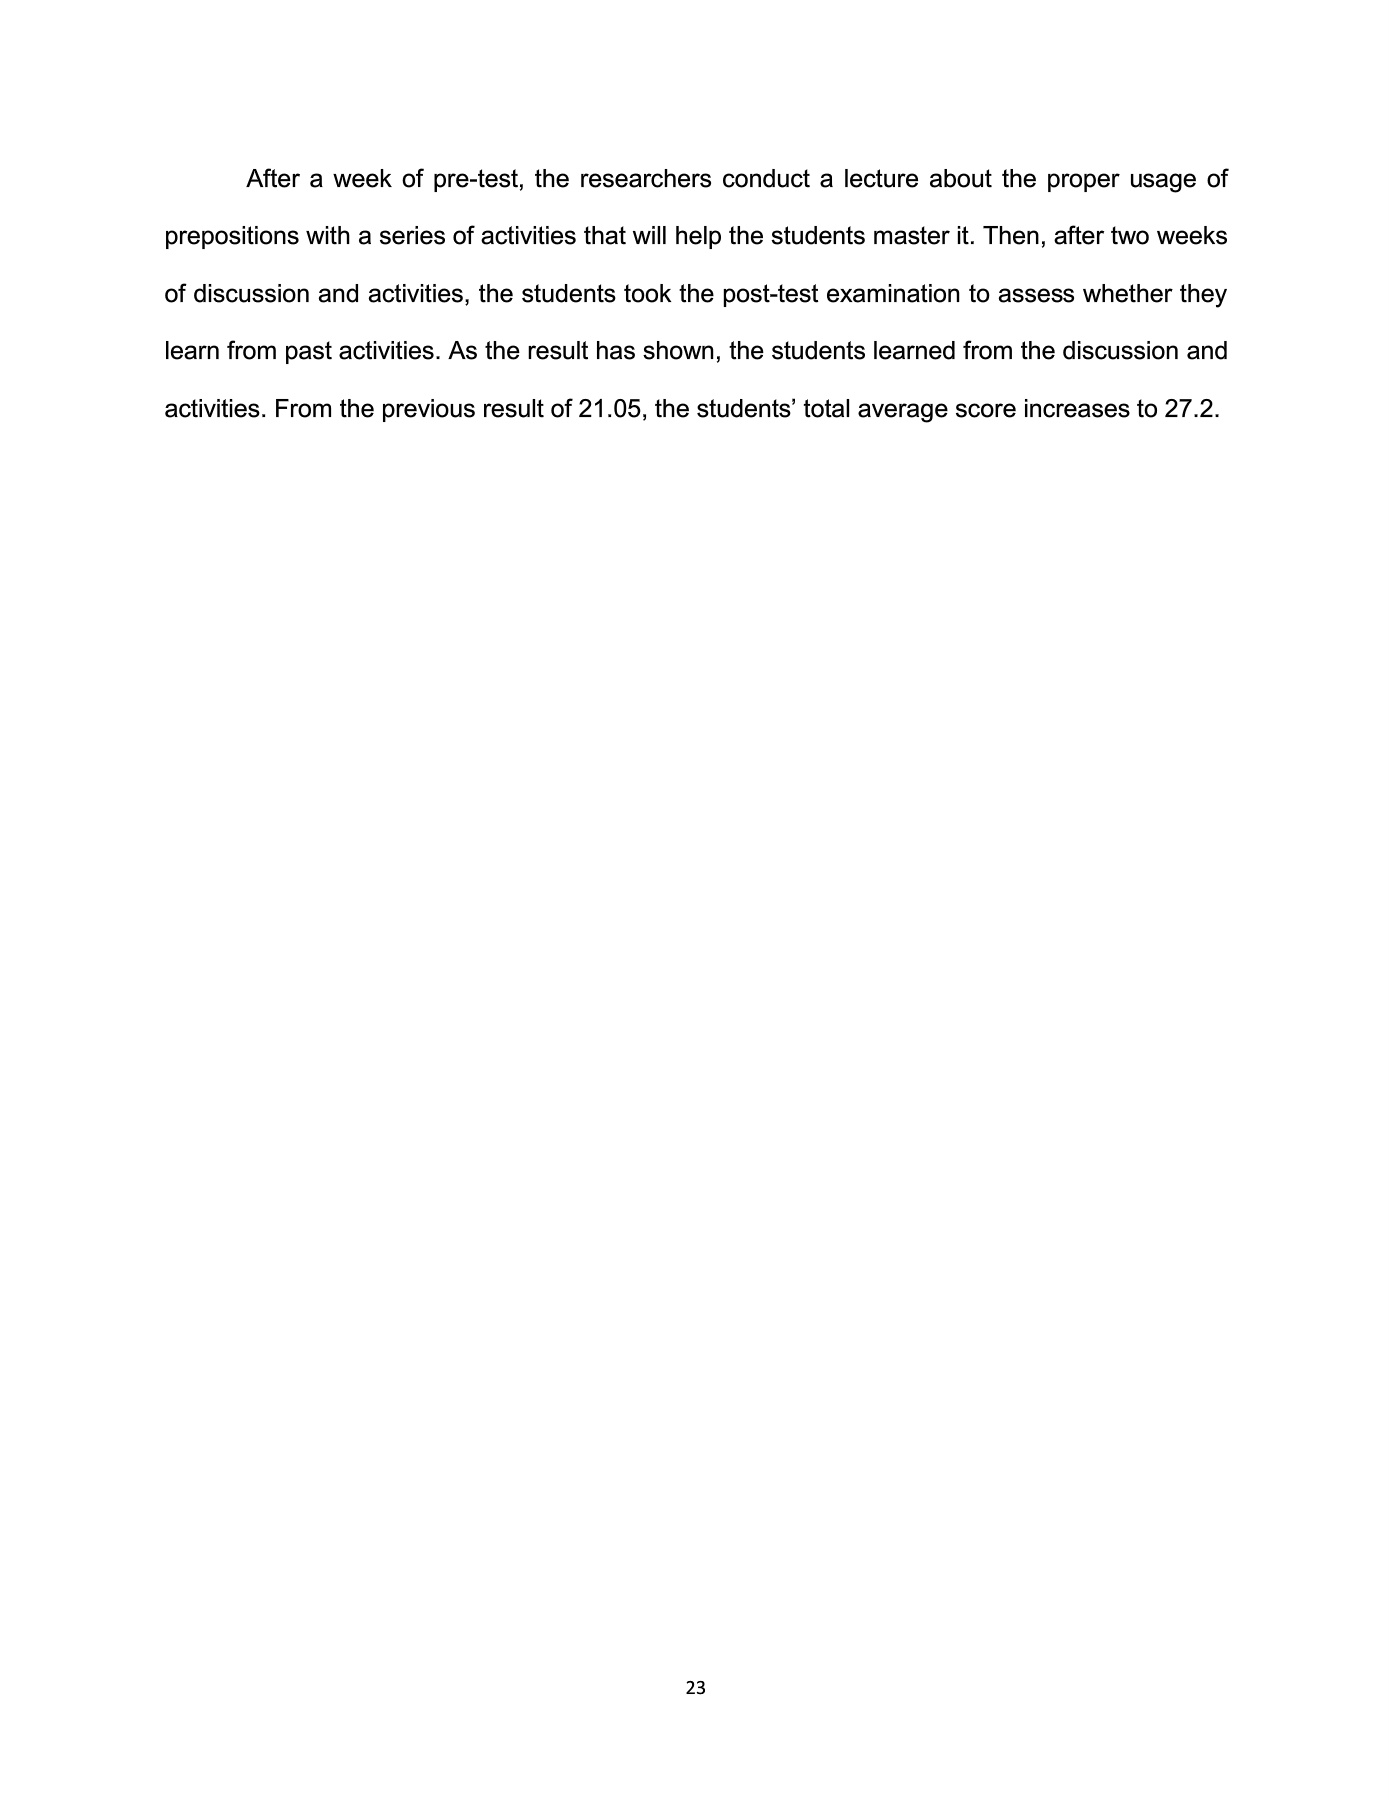 After a week of pre-test, the researchers conduct a lecture about the proper usage of
prepositions with a series of activities that will help the students master it. Then, after two weeks
of discussion and activities, the students took the post-test examination to assess whether they
learn from past activities. As the result has shown, the students learned from the discussion and
activities. From the previous result of 21.05, the students’ total average score increases to 27.2.
23